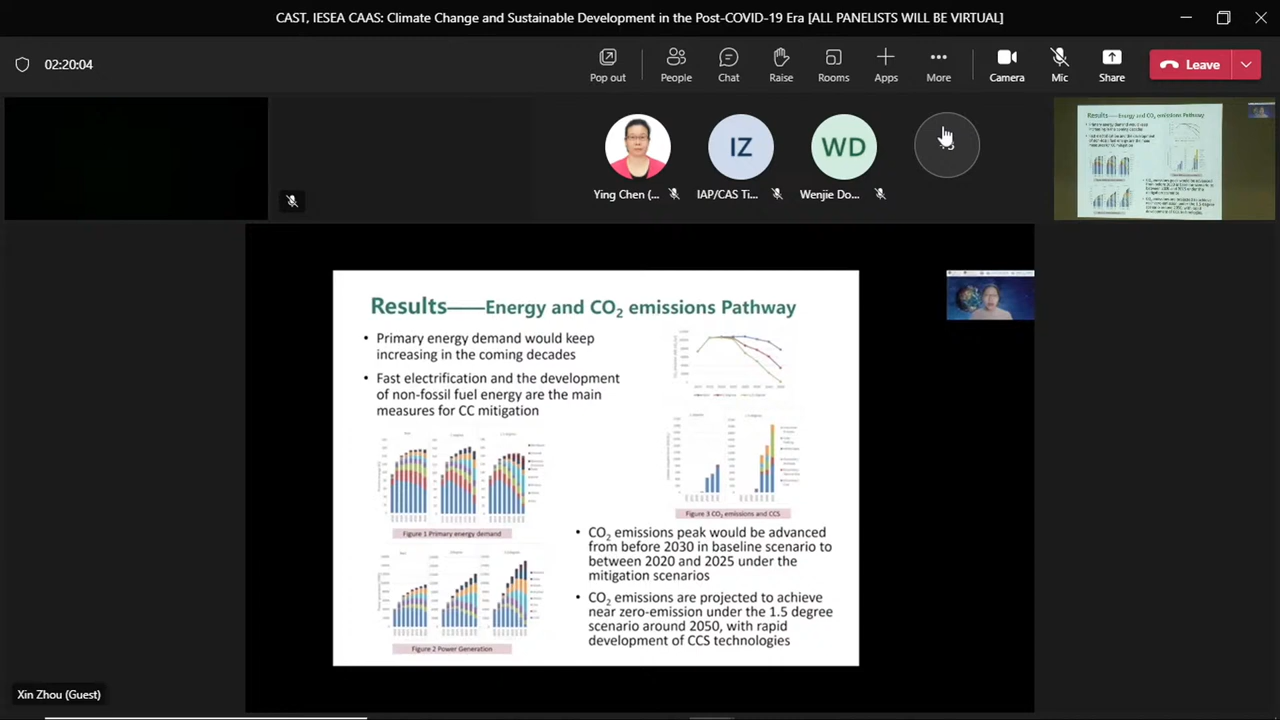 CAST, IESEA CAAS: Climate Change and Sustainable Development in the Post-COVID-19 Era [ALL PANELISTS WILL BE VIRTUAL]
02:20:04
Pop out
People
Chat
Raise
Rooms
Apps
More
Camera
Mic
Share
Leave
IZ
WD
Ying Chen (...
IAP/CAS Ti...
Wenjie Do...
Results——Energy and CO₂ emissions Pathway
• Primary energy demand would keep
increasing in the coming decades
• Fast electrification and the development
of non-fossil fuel energy are the main
measures for CC mitigation
Figure 1 Primary energy demand
Figure 2 Power Generation
Figure 3 CO₂ emissions and CCS
• CO₂ emissions peak would be advanced
from before 2030 in baseline scenario to
between 2020 and 2025 under the
mitigation scenarios
• CO₂ emissions are projected to achieve
near zero-emission under the 1.5 degree
scenario around 2050, with rapid
development of CCS technologies
Xin Zhou (Guest)